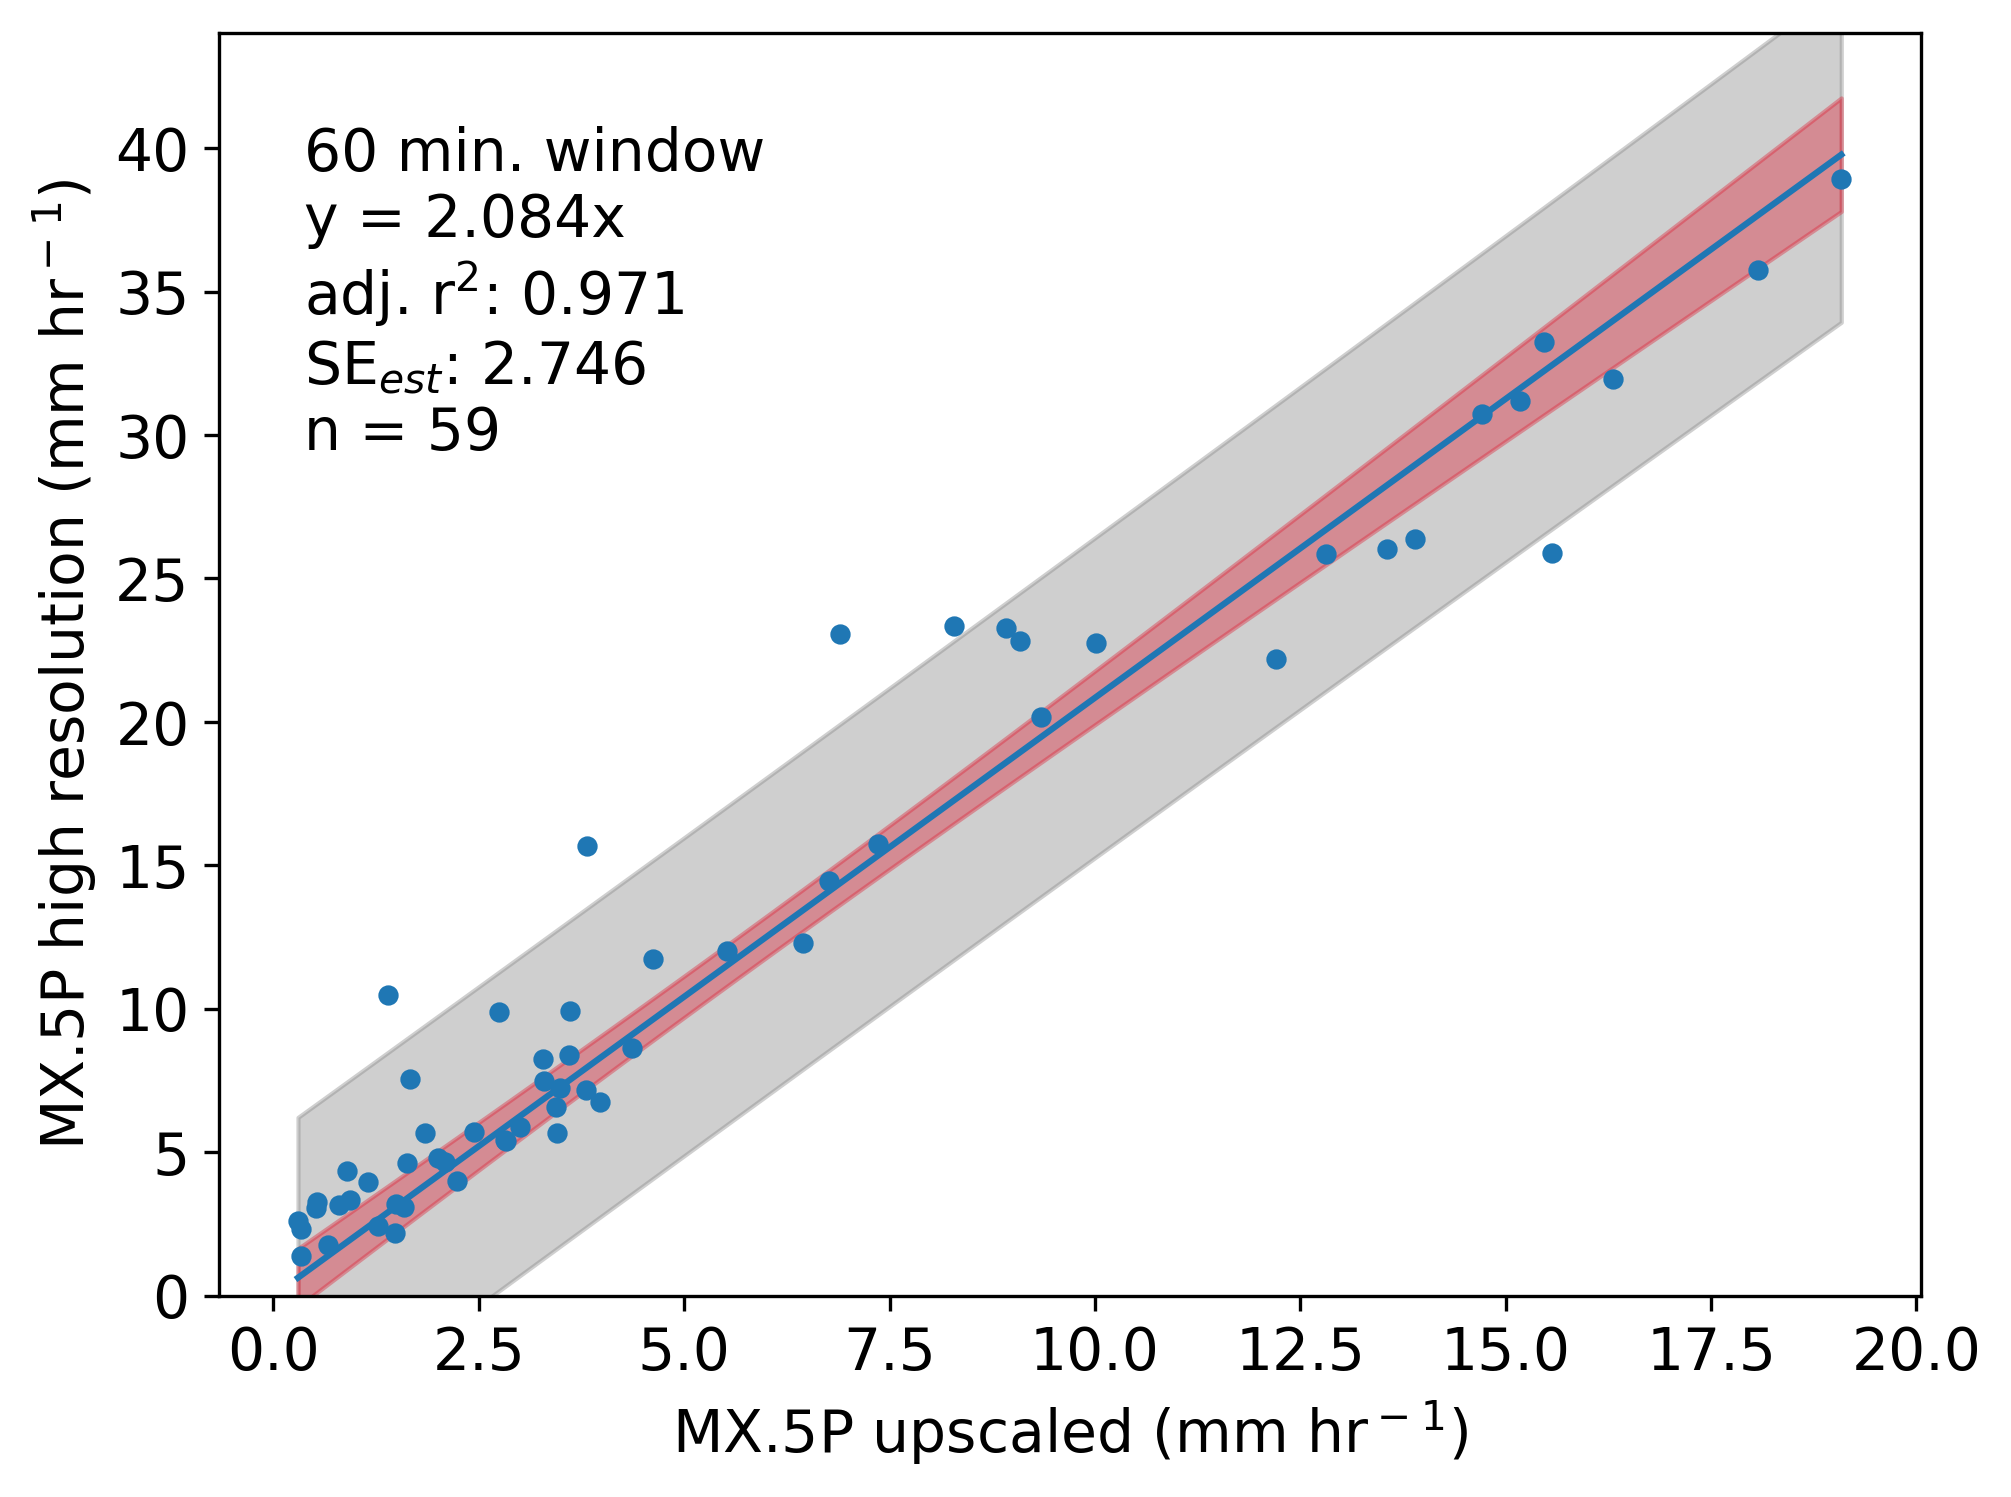 60 min. window
y = 2.084x
adj. r²: 0.971
SEest: 2.746
n = 59
MX.5P high resolution (mm hr⁻¹)
40
35
30
25
20
15
10
5
0
0.0 2.5 5.0 7.5 10.0 12.5 15.0 17.5 20.0
MX.5P upscaled (mm hr⁻¹)